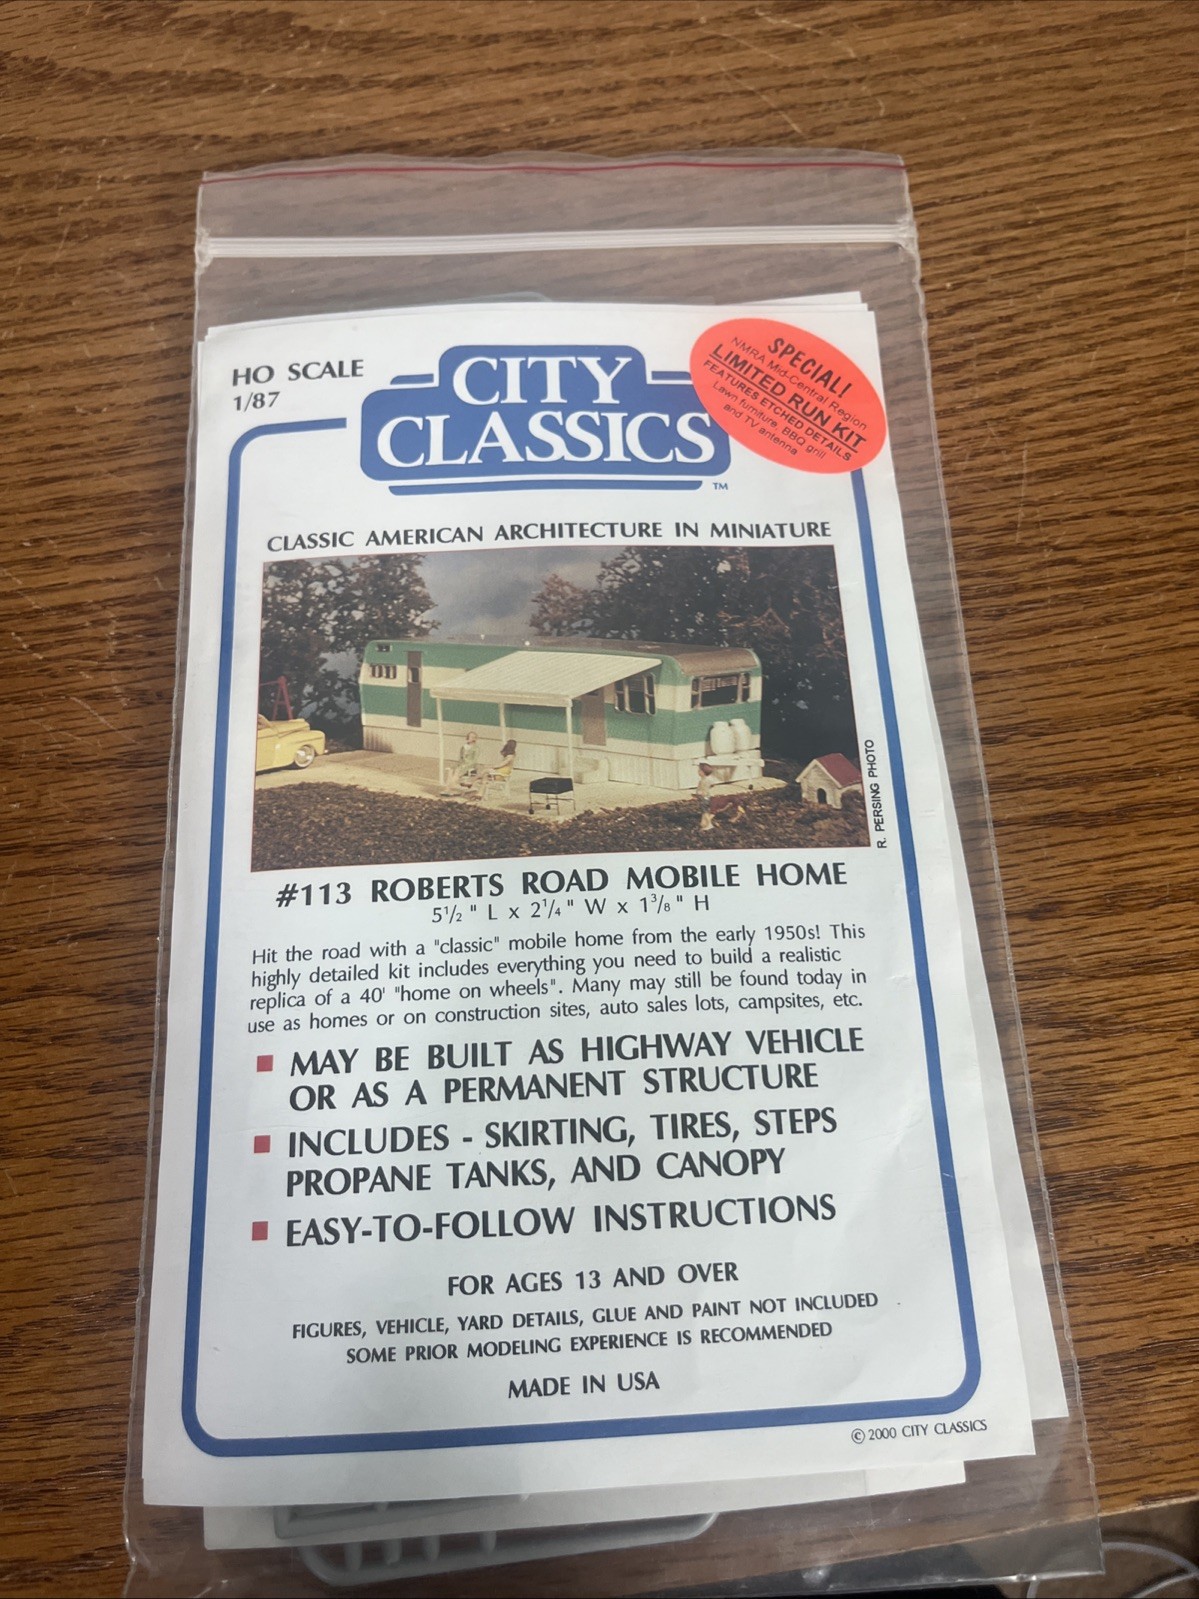 HO SCALE
1/87
CITY
CLASSICS
™
SPECIAL!
NMRA Mid-Central Region
LIMITED RUN KIT
FEATURES ETCHED DETAILS
Lawn furniture, BBQ grill
and TV antenna
CLASSIC AMERICAN ARCHITECTURE IN MINIATURE
R. PERSING PHOTO
#113 ROBERTS ROAD MOBILE HOME
5½" L x 2¼" W x 1⅜" H
Hit the road with a "classic" mobile home from the early 1950s! This
highly detailed kit includes everything you need to build a realistic
replica of a 40' "home on wheels". Many may still be found today in
use as homes or on construction sites, auto sales lots, campsites, etc.
MAY BE BUILT AS HIGHWAY VEHICLE
OR AS A PERMANENT STRUCTURE
INCLUDES - SKIRTING, TIRES, STEPS
PROPANE TANKS, AND CANOPY
EASY-TO-FOLLOW INSTRUCTIONS
FOR AGES 13 AND OVER
FIGURES, VEHICLE, YARD DETAILS, GLUE AND PAINT NOT INCLUDED
SOME PRIOR MODELING EXPERIENCE IS RECOMMENDED
MADE IN USA
© 2000 CITY CLASSICS